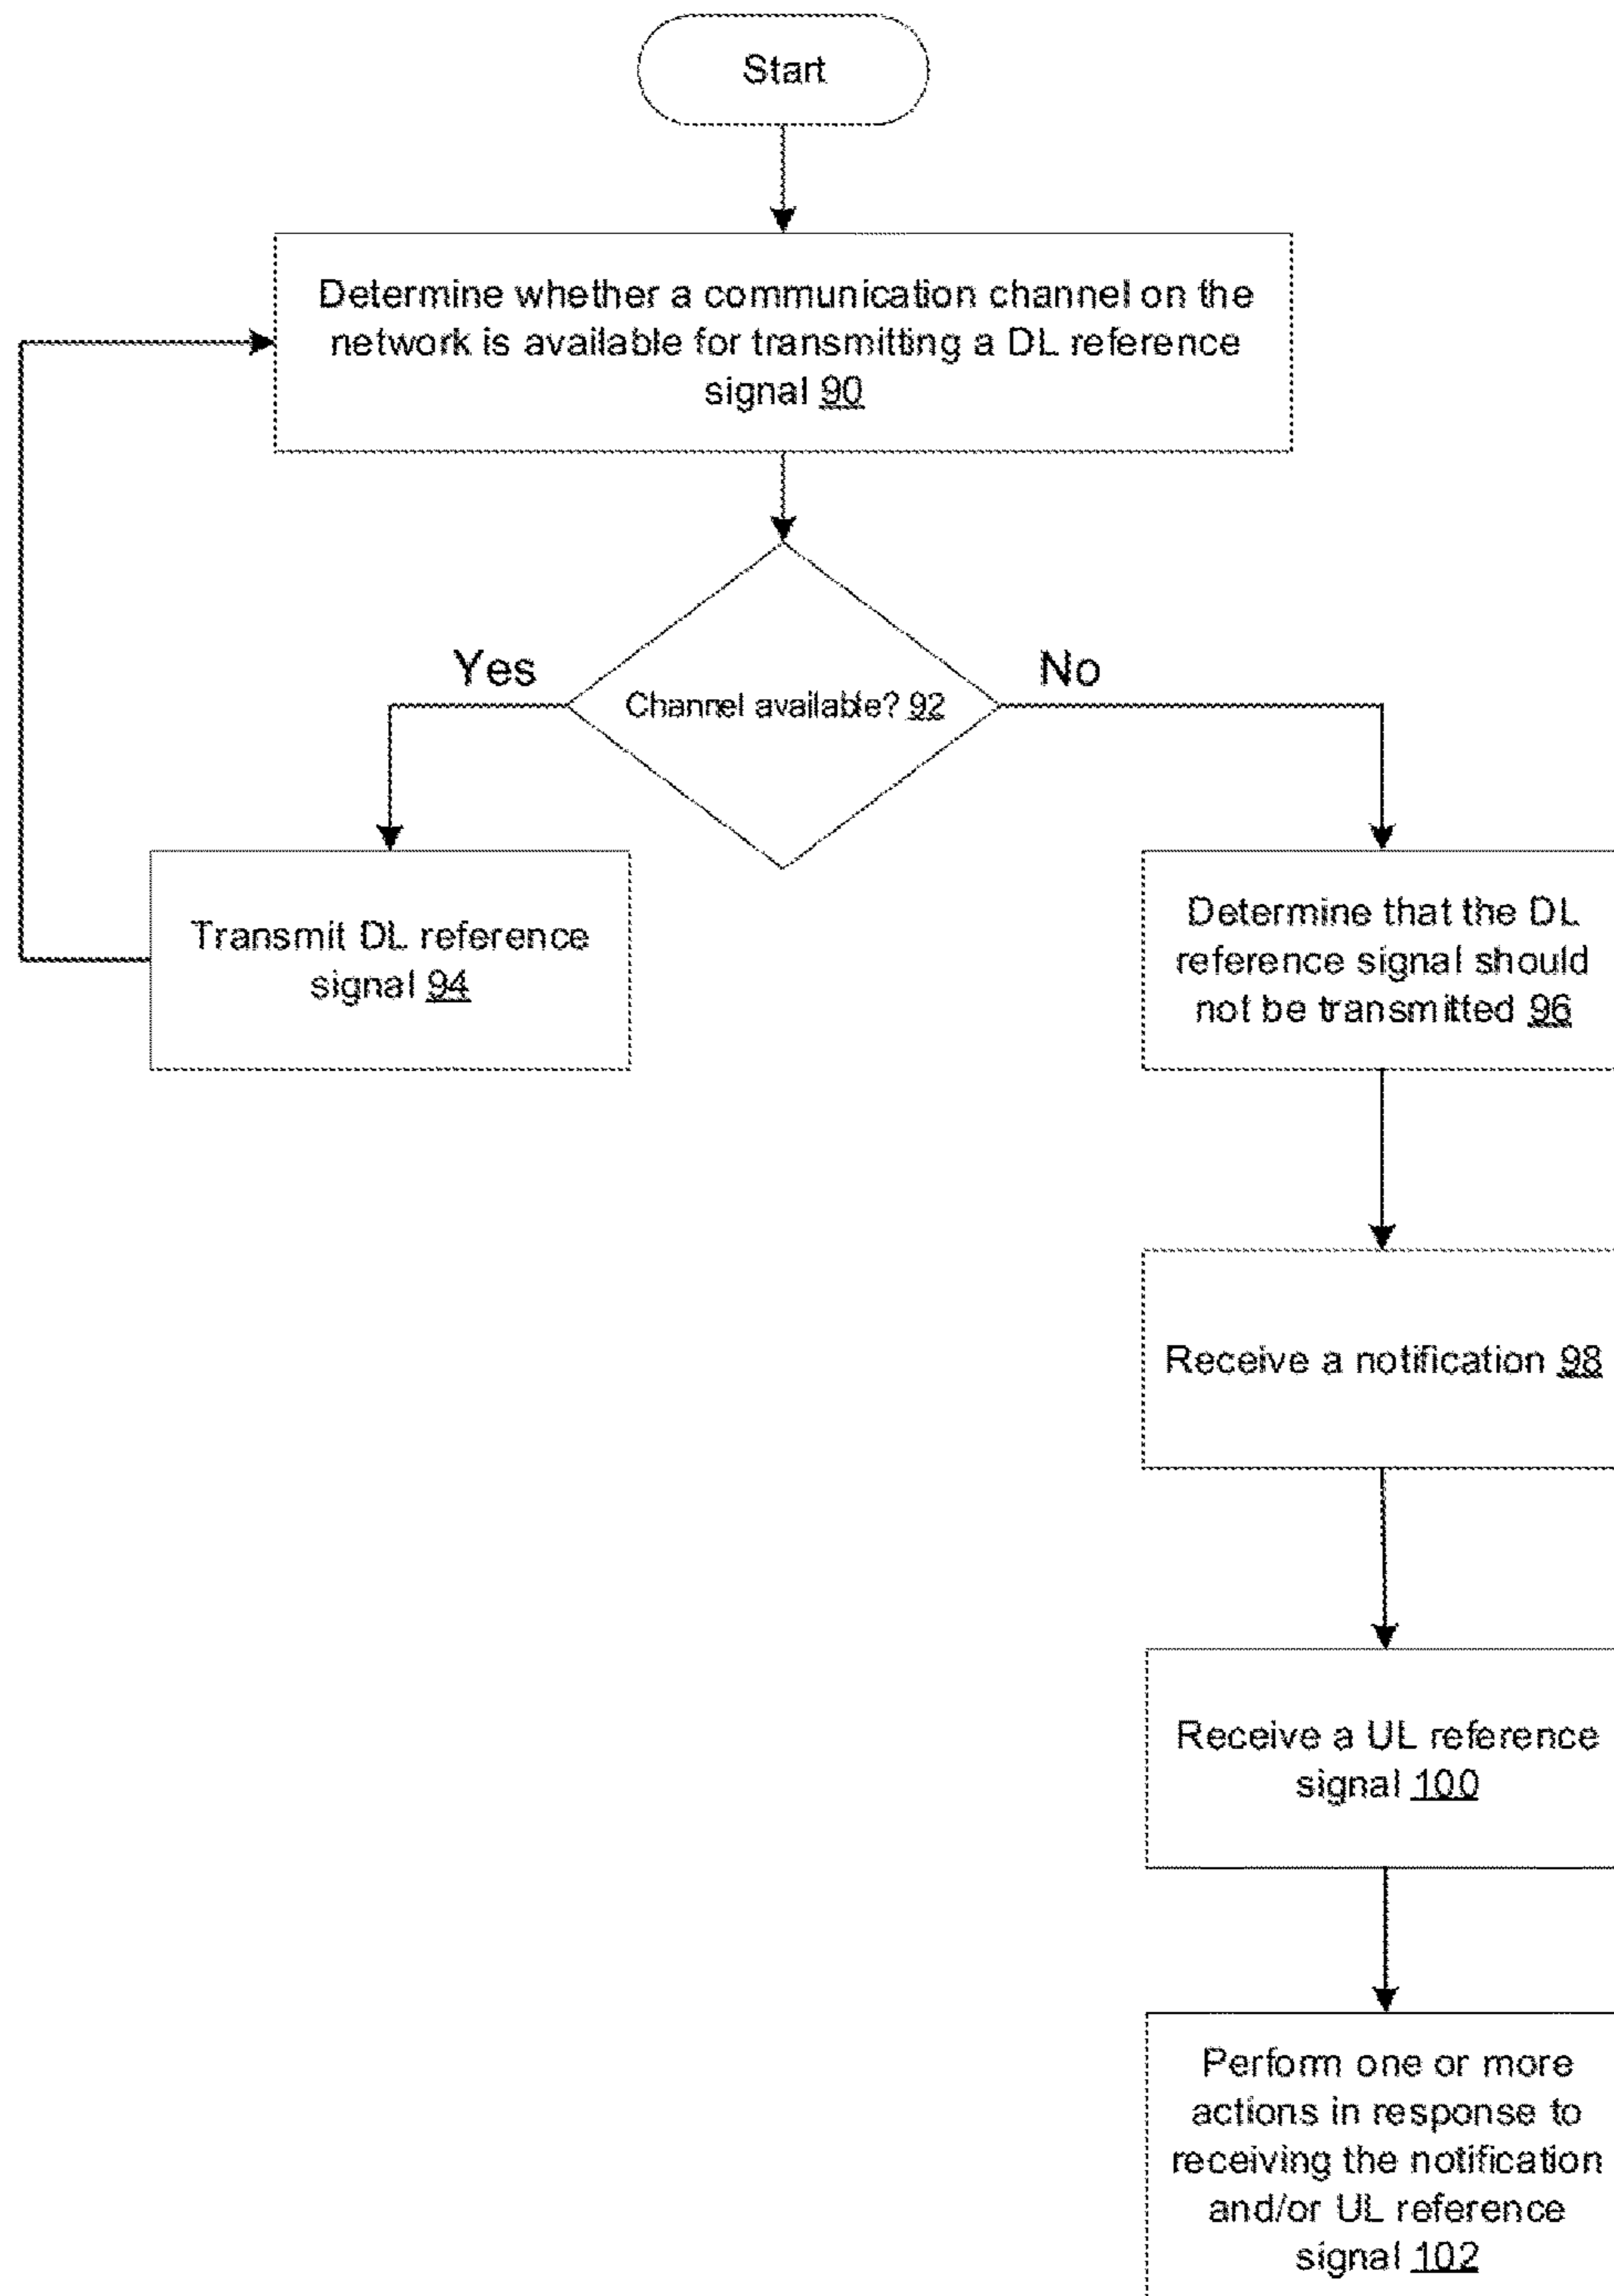 Start
Determine whether a communication channel on the
network is available for transmitting a DL reference
signal 90
Yes
No
Channel available? 92
Transmit DL reference
signal 94
Determine that the DL
reference signal should
not be transmitted 96
Receive a notification 98
Receive a UL reference
signal 100
Perform one or more
actions in response to
receiving the notification
and/or UL reference
signal 102